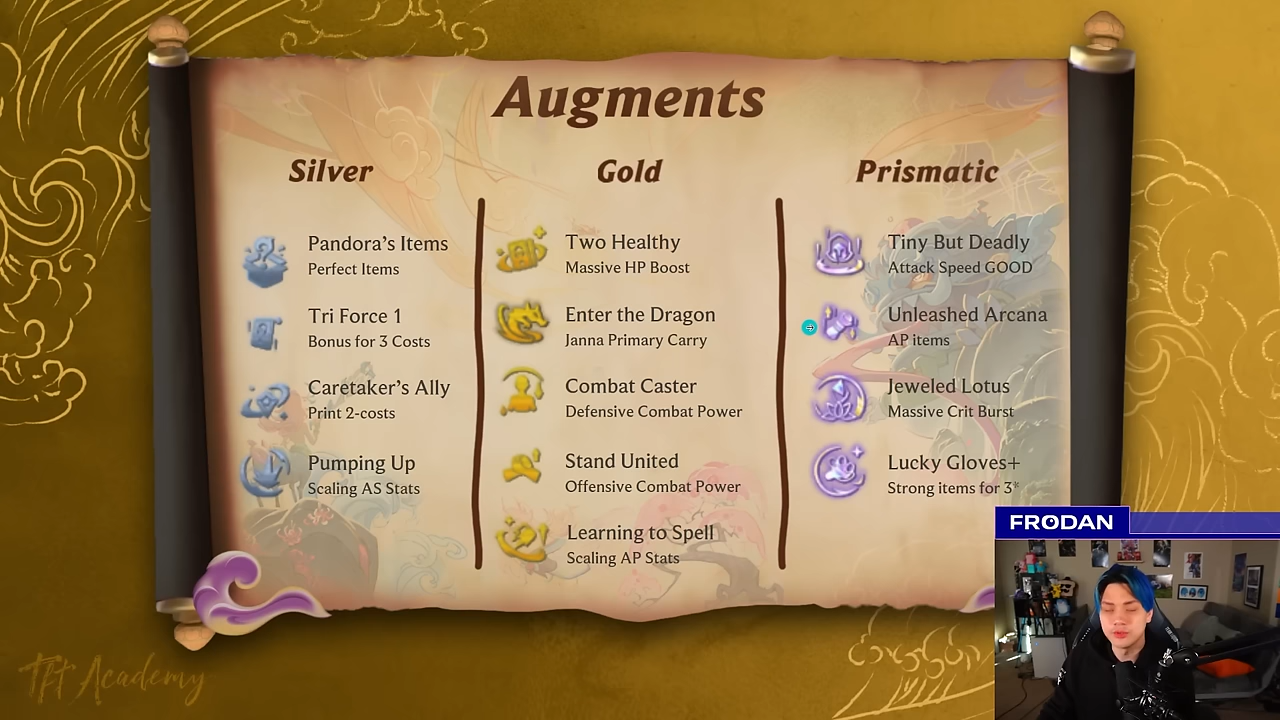 Augments
Silver
Pandora's Items
Perfect Items
Tri Force 1
Bonus for 3 Costs
Caretaker's Ally
Print 2-costs
Pumping Up
Scaling AS Stats
Gold
Two Healthy
Massive HP Boost
Enter the Dragon
Janna Primary Carry
Combat Caster
Defensive Combat Power
Stand United
Offensive Combat Power
Learning to Spell
Scaling AP Stats
Prismatic
Tiny But Deadly
Attack Speed GOOD
Unleashed Arcana
AP items
Jeweled Lotus
Massive Crit Burst
Lucky Gloves+
Strong items for 3*
FRODAN
TFT Academy